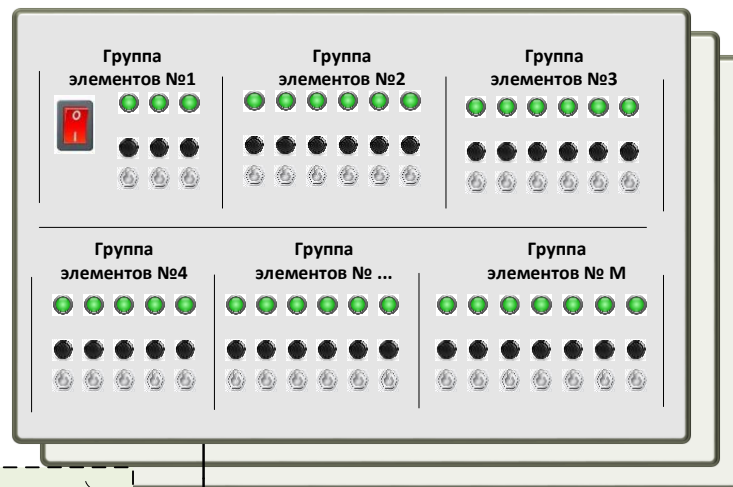 Группа
элементов №1
Группа
элементов №2
Группа
элементов №3
Группа
элементов №4
Группа
элементов № ...
Группа
элементов № М